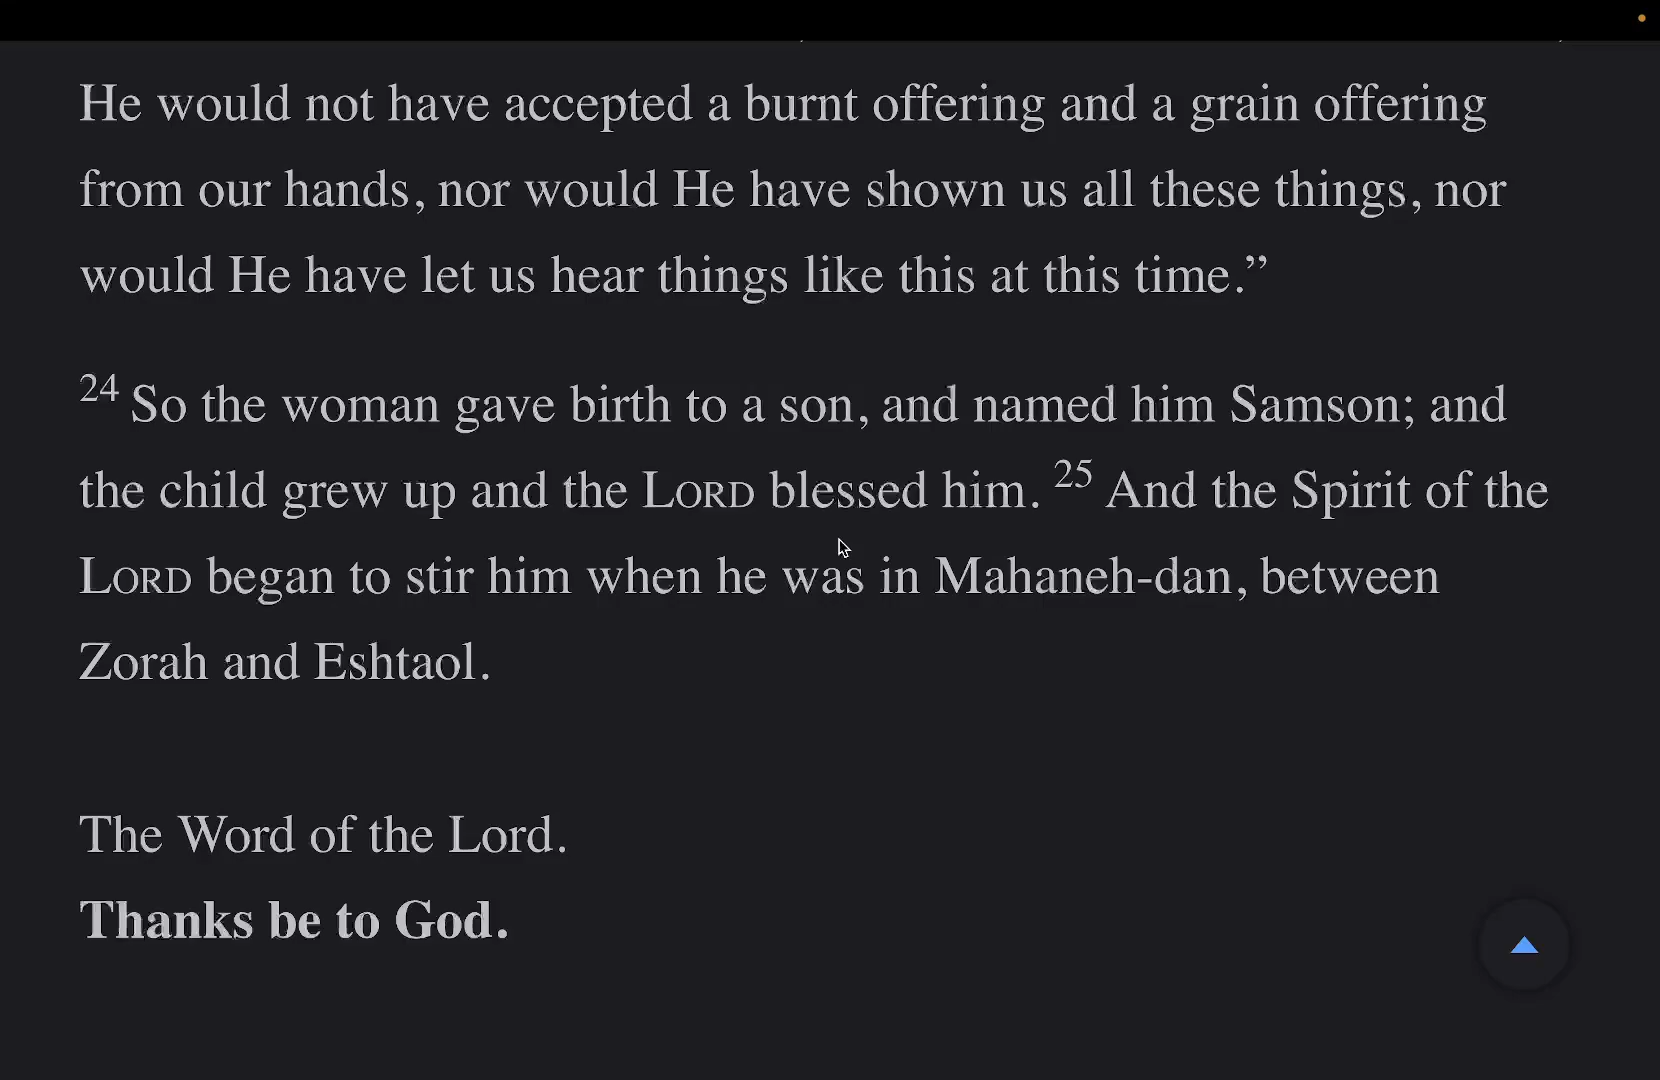 He would not have accepted a burnt offering and a grain offering
from our hands, nor would He have shown us all these things, nor
would He have let us hear things like this at this time.”
24 So the woman gave birth to a son, and named him Samson; and
the child grew up and the LORD blessed him. 25 And the Spirit of the
LORD began to stir him when he was in Mahaneh-dan, between
Zorah and Eshtaol.
The Word of the Lord.
Thanks be to God.